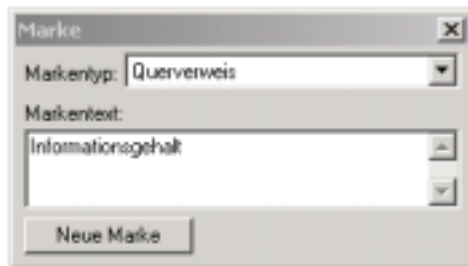 Marke
Markentyp: Querverweis
Markentext:
Informationsgehalt
Neue Marke